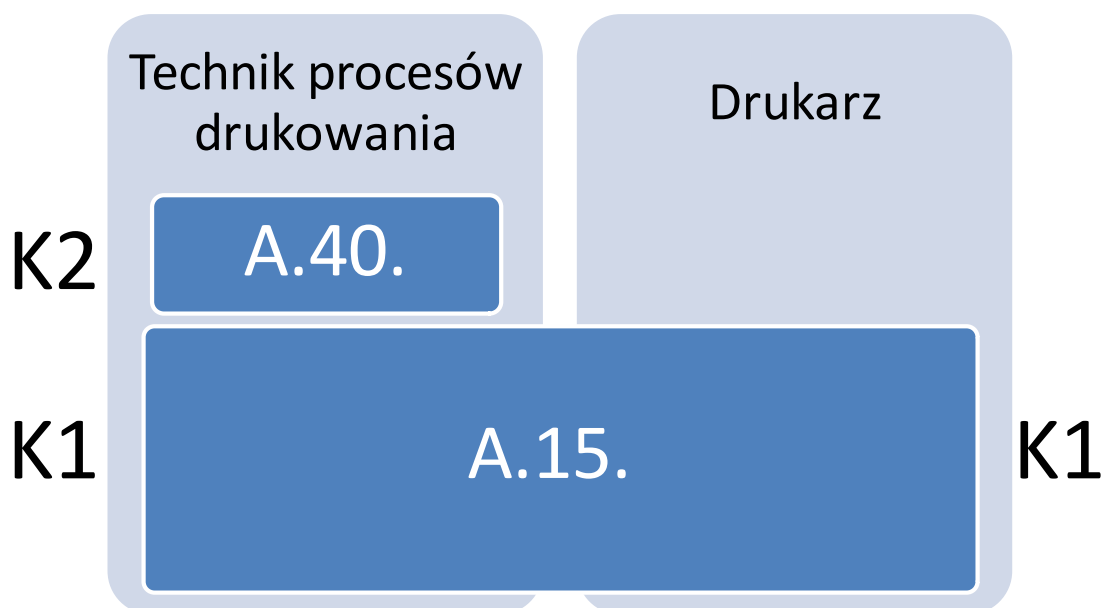 Technik procesów
drukowania
Drukarz
K2
A.40.
K1
A.15.
K1